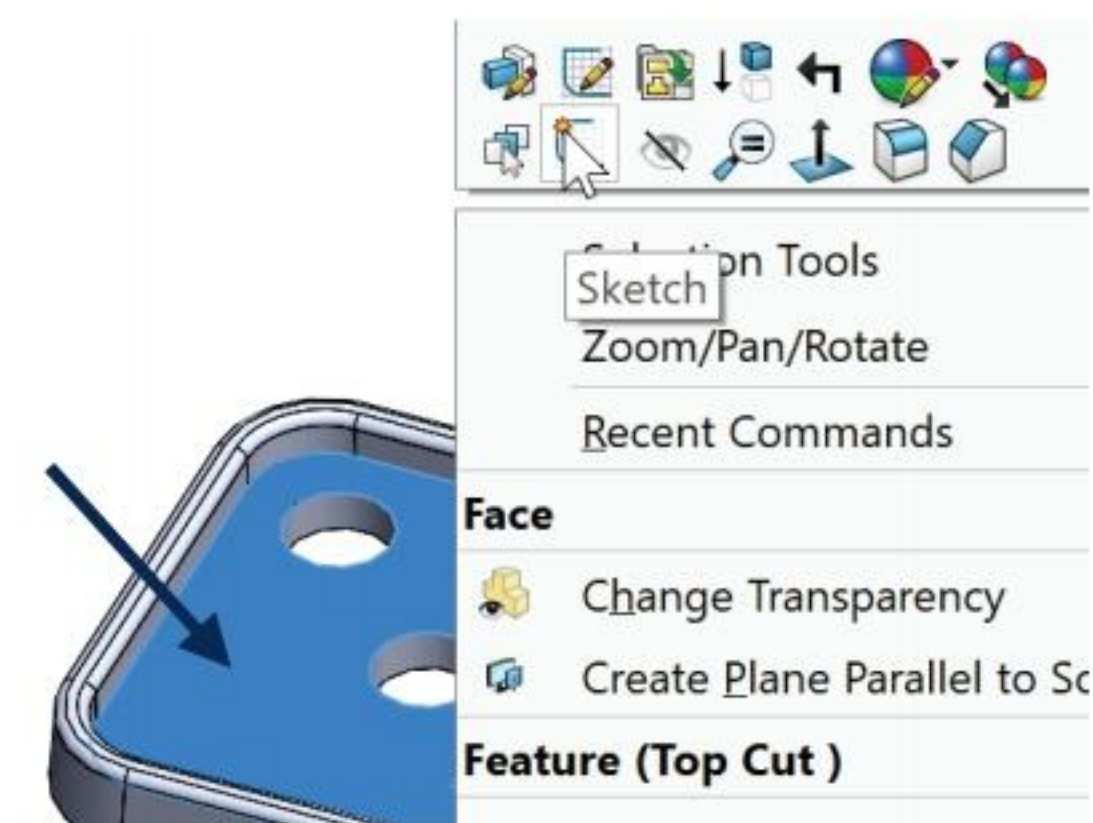 on Tools
Sketch
Zoom/Pan/Rotate
Recent Commands
Face
Change Transparency
Create Plane Parallel to Sc
Feature (Top Cut )